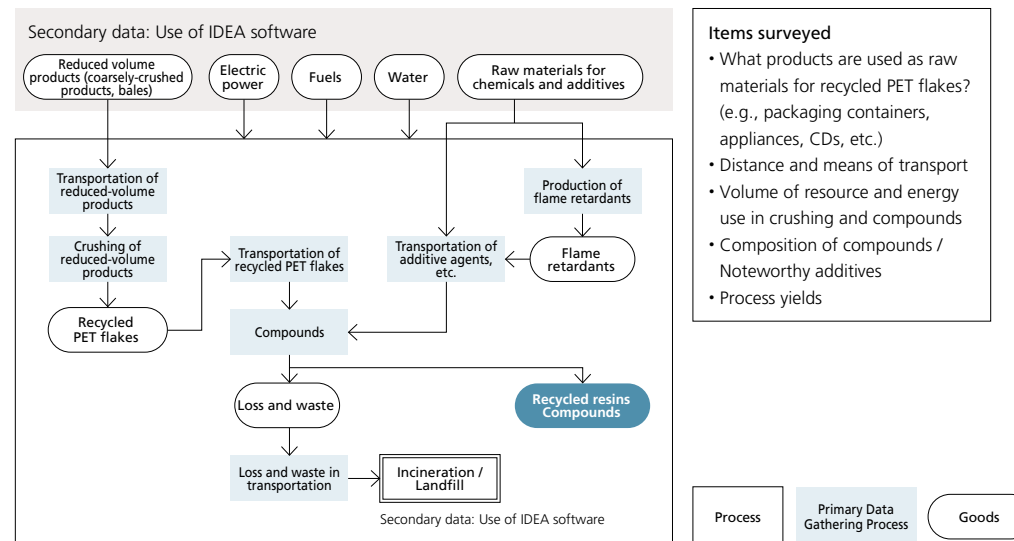 Secondary data: Use of IDEA software
Reduced volume
products (coarsely-crushed
products, bales)
Electric
power
Fuels
Water
Raw materials for
chemicals and additives
Transportation of
reduced-volume
products
Production of
flame retardants
Crushing of
reduced-volume
products
Transportation of
recycled PET flakes
Transportation of
additive agents,
etc.
Flame
retardants
Recycled
PET flakes
Compounds
Loss and waste
Recycled resins
Compounds
Loss and waste in
transportation
Incineration /
Landfill
Secondary data: Use of IDEA software
Items surveyed
• What products are used as raw
materials for recycled PET flakes?
(e.g., packaging containers,
appliances, CDs, etc.)
• Distance and means of transport
• Volume of resource and energy
use in crushing and compounds
• Composition of compounds /
Noteworthy additives
• Process yields
Process
Primary Data
Gathering Process
Goods